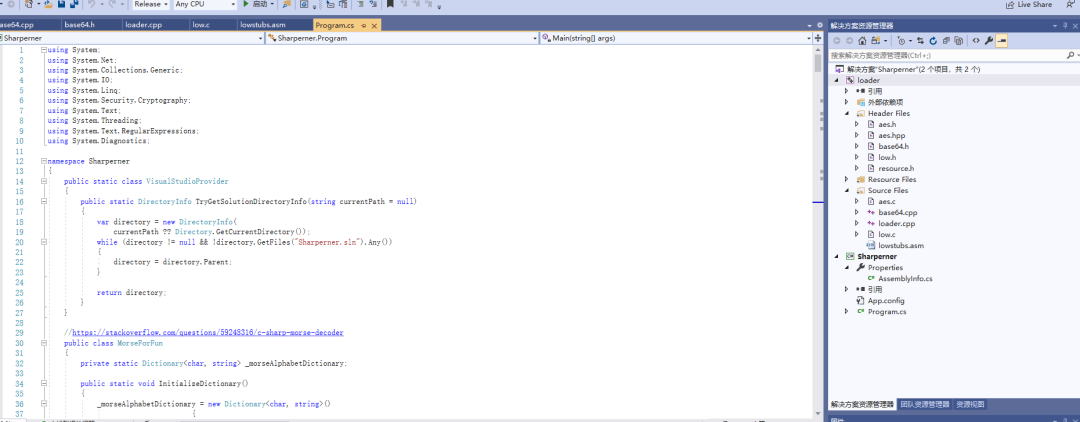 Release
Any CPU
启动
Live Share
ase64.cpp
base64.h
loader.cpp
low.c
lowstubs.asm
Program.cs
Sharperner
Sharperner.Program
Main(string[] args)
1 using System;
2 using System.Net;
3 using System.Collections.Generic;
4 using System.IO;
5 using System.Linq;
6 using System.Security.Cryptography;
7 using System.Text;
8 using System.Threading;
9 using System.Text.RegularExpressions;
10 using System.Diagnostics;
11
12 namespace Sharperner
13 {
14 public static class VisualStudioProvider
15 {
16 public static DirectoryInfo TryGetSolutionDirectoryInfo(string currentPath = null)
17 {
18 var directory = new DirectoryInfo(
19 currentPath ?? Directory.GetCurrentDirectory());
20 while (directory != null && !directory.GetFiles("Sharperner.sln").Any())
21 {
22 directory = directory.Parent;
23 }
24
25 return directory;
26 }
27 }
28
29 //https://stackoverflow.com/questions/59248316/c-sharp-morse-decoder
30 public class MorseForFun
31 {
32 private static Dictionary<char, string> _morseAlphabetDictionary;
33
34 public static void InitializeDictionary()
35 {
36 _morseAlphabetDictionary = new Dictionary<char, string>()
37 {
解决方案资源管理器
搜索解决方案资源管理器(Ctrl+;)
解决方案"Sharperner"(2 个项目，共 2 个)
loader
引用
外部依赖项
Header Files
aes.h
aes.hpp
base64.h
low.h
resource.h
Resource Files
Source Files
aes.c
base64.cpp
loader.cpp
low.c
lowstubs.asm
Sharperner
Properties
AssemblyInfo.cs
引用
App.config
Program.cs
解决方案资源管理器 团队资源管理器 资源视图